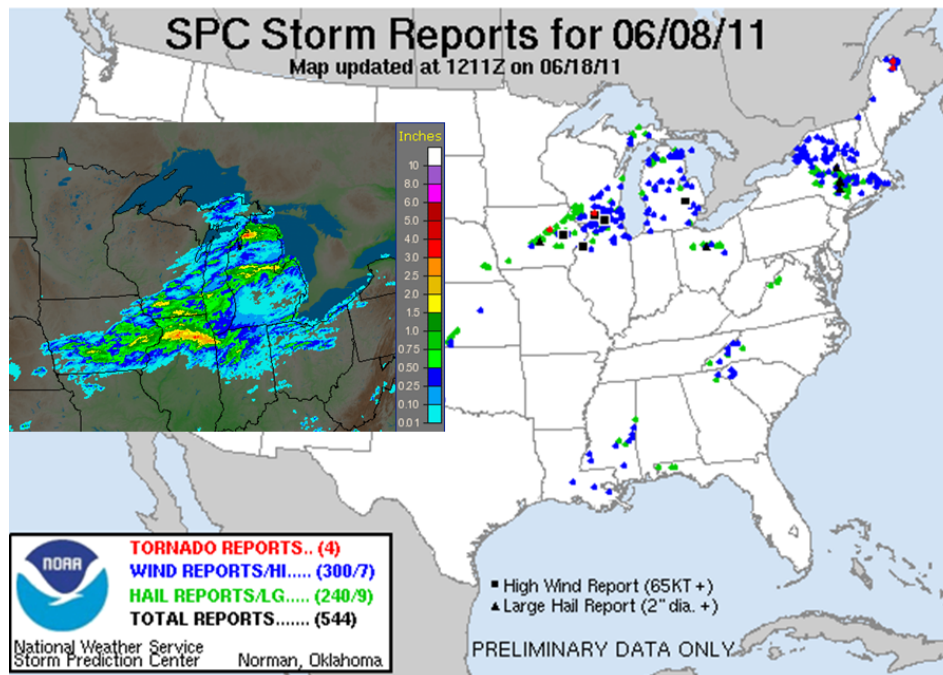 SPC Storm Reports for 06/08/11
Map updated at 1211Z on 06/18/11
Inches
10
8.0
6.0
5.0
4.0
3.0
2.5
2.0
1.5
1.0
0.75
0.50
0.25
0.10
0.01
NOAA
TORNADO REPORTS.. (4)
WIND REPORTS/HI..... (300/7)
HAIL REPORTS/LG..... (240/9)
TOTAL REPORTS....... (544)
National Weather Service
Storm Prediction Center Norman, Oklahoma
High Wind Report (65KT +)
Large Hail Report (2" dia. +)
PRELIMINARY DATA ONLY